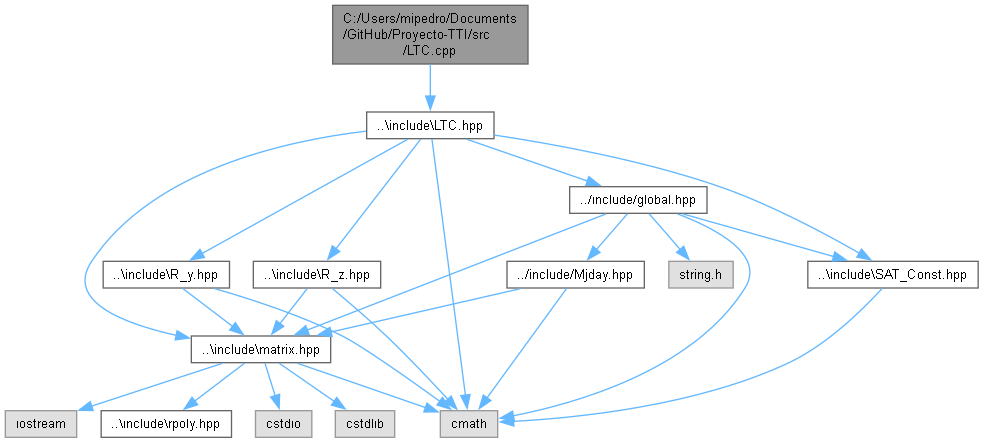 C:/Users/mipedro/Documents
/GitHub/Proyecto-TTI/src
/LTC.cpp
..\include\LTC.hpp
../include/global.hpp
..\include\R_y.hpp
..\include\R_z.hpp
../include/Mjday.hpp
string.h
..\include\SAT_Const.hpp
..\include\matrix.hpp
iostream
..\include\rpoly.hpp
cstdio
cstdlib
cmath